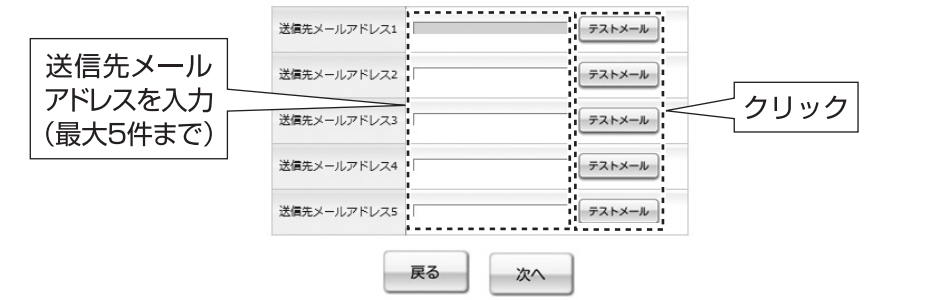 送信先メール
アドレスを入力
（最大5件まで）
送信先メールアドレス1
テストメール
送信先メールアドレス2
テストメール
送信先メールアドレス3
テストメール
送信先メールアドレス4
テストメール
送信先メールアドレス5
テストメール
クリック
戻る
次へ